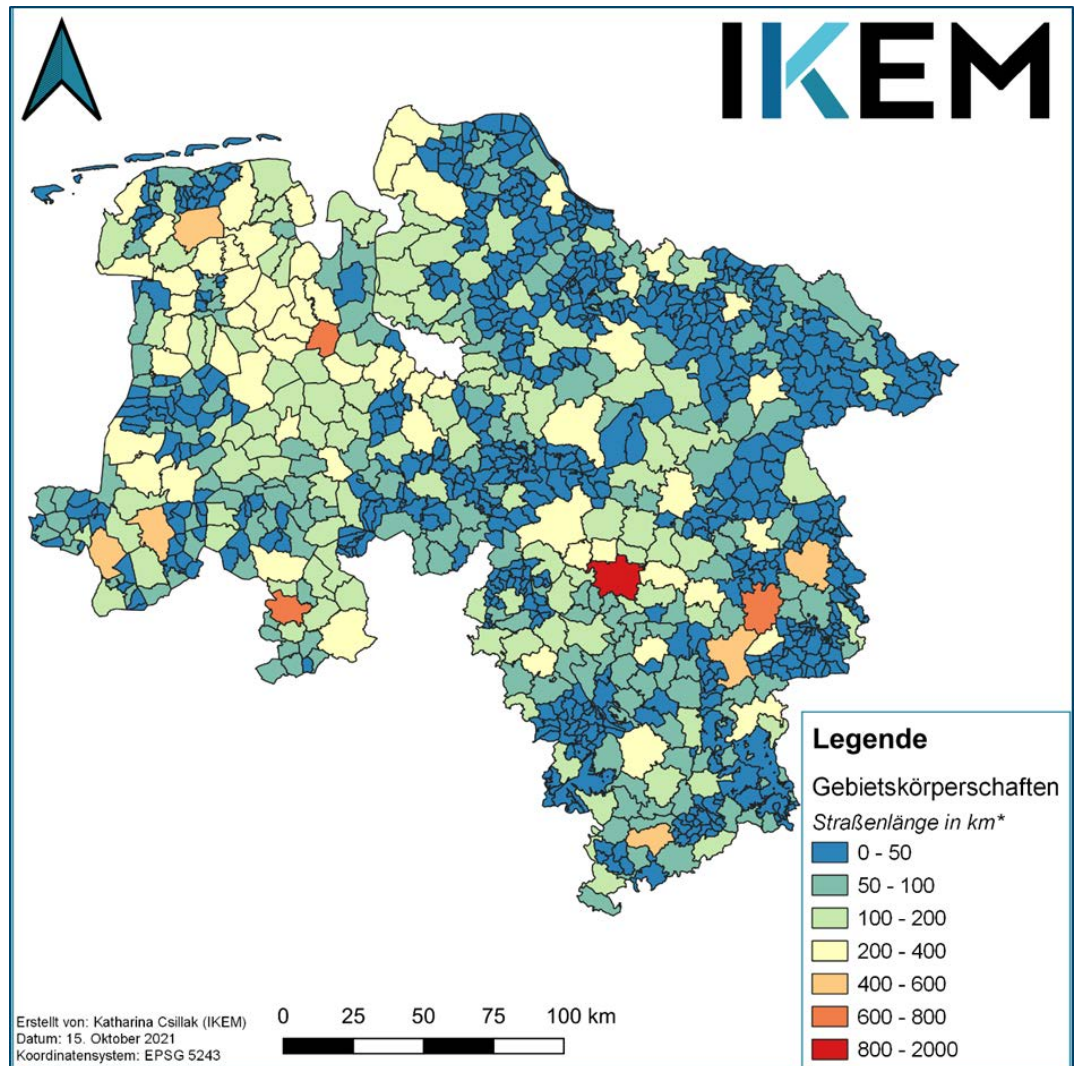 IKEM
Legende
Gebietskörperschaften
Straßenlänge in km*
0 - 50
50 - 100
100 - 200
200 - 400
400 - 600
600 - 800
800 - 2000
Erstellt von: Katharina Csillak (IKEM)
Datum: 15. Oktober 2021
Koordinatensystem: EPSG 5243
0 25 50 75 100 km